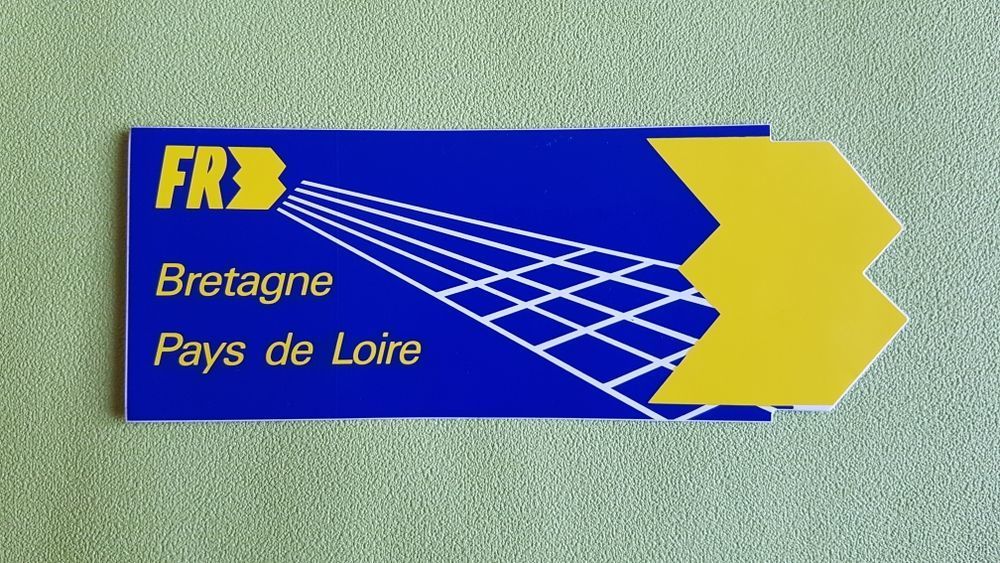 FR3
Bretagne
Pays de Loire